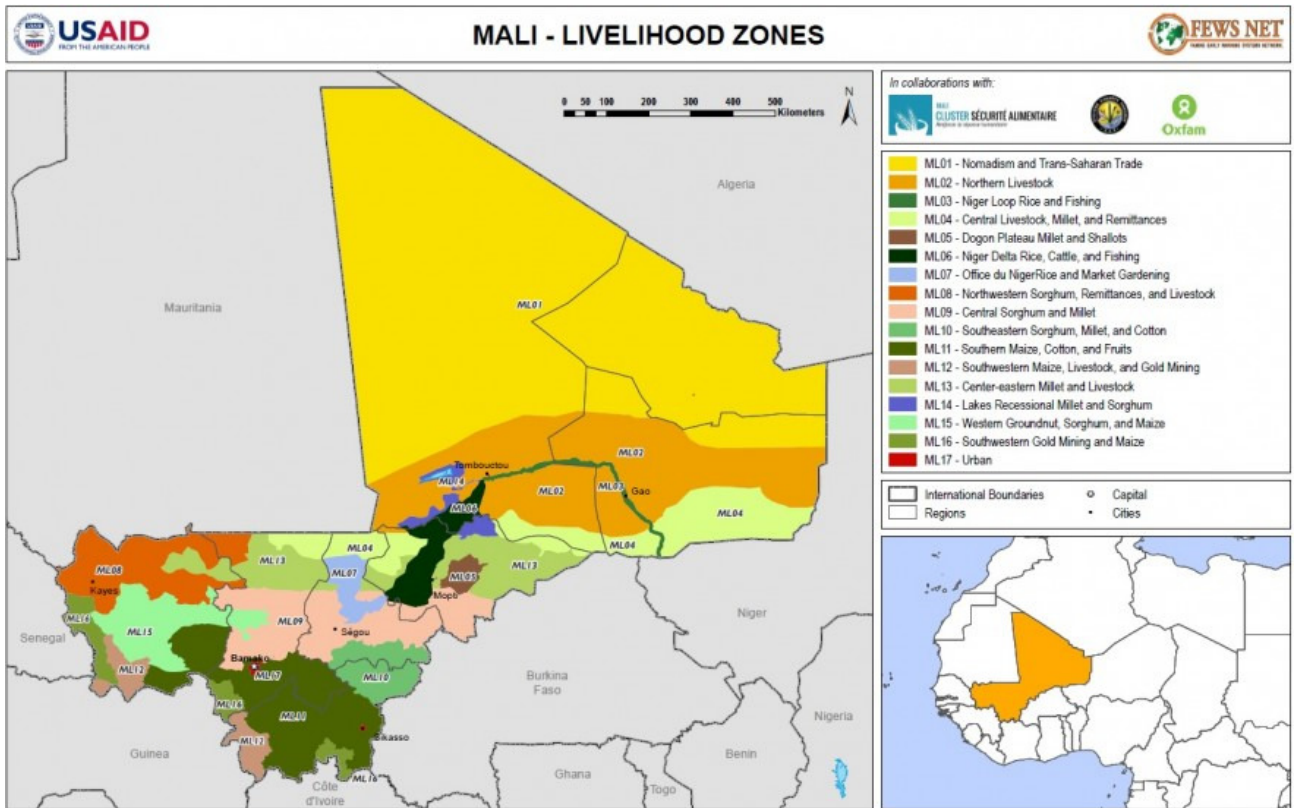 USAID
FROM THE AMERICAN PEOPLE
MALI - LIVELIHOOD ZONES
FEWS NET
FAMINE EARLY WARNING SYSTEMS NETWORK
In collaborations with:
MALI
CLUSTER SÉCURITÉ ALIMENTAIRE
Oxfam
0 50 100 200 300 400 500
Kilometers
N
ML01 - Nomadism and Trans-Saharan Trade
ML02 - Northern Livestock
ML03 - Niger Loop Rice and Fishing
ML04 - Central Livestock, Millet, and Remittances
ML05 - Dogon Plateau Millet and Shallots
ML06 - Niger Delta Rice, Cattle, and Fishing
ML07 - Office du NigerRice and Market Gardening
ML08 - Northwestern Sorghum, Remittances, and Livestock
ML09 - Central Sorghum and Millet
ML10 - Southeastern Sorghum, Millet, and Cotton
ML11 - Southern Maize, Cotton, and Fruits
ML12 - Southwestern Maize, Livestock, and Gold Mining
ML13 - Center-eastern Millet and Livestock
ML14 - Lakes Recessional Millet and Sorghum
ML15 - Western Groundnut, Sorghum, and Maize
ML16 - Southwestern Gold Mining and Maize
ML17 - Urban
International Boundaries
Regions
Capital
Cities
Algeria
Mauritania
ML01
ML02
Tombouctou
ML14
ML02
ML03
Gao
ML06
ML04
ML04
ML04
ML13
ML08
ML07
ML05
ML13
Kayes
Mopti
ML16
ML09
Niger
Ségou
Senegal
ML15
Bamako
ML12
ML17
ML10
Burkina
Faso
ML16
ML11
Nigeria
Sikasso
ML12
Guinea
Benin
ML16
Ghana
Côte
d'Ivoire
Togo